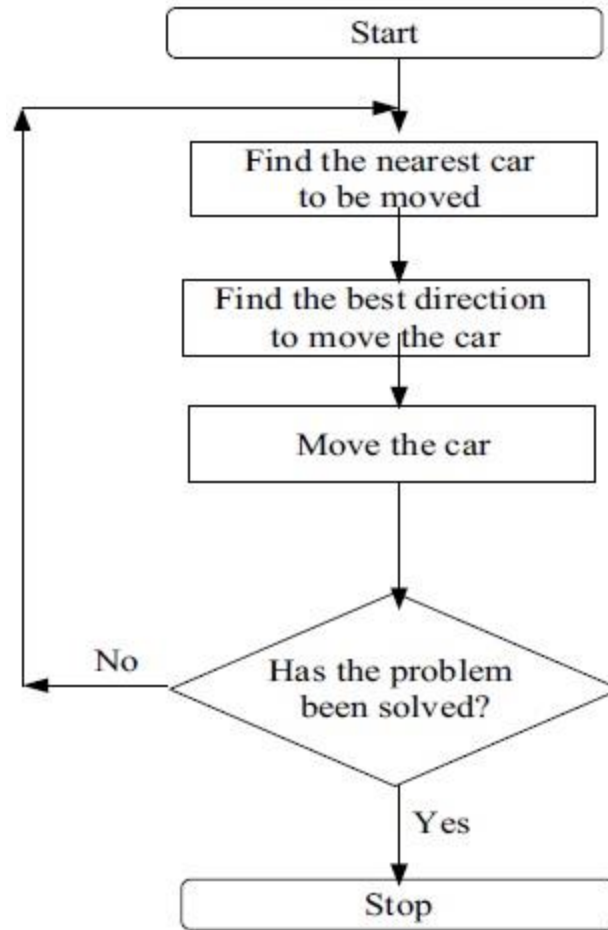 Start
Find the nearest car
to be moved
Find the best direction
to move the car
Move the car
No
Has the problem
been solved?
Yes
Stop